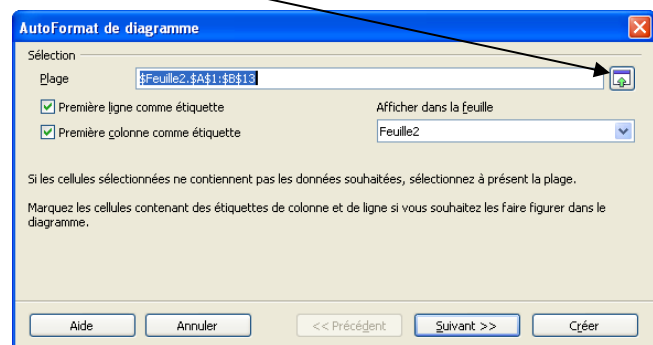 AutoFormat de diagramme
Sélection
Plage $Feuille2.$A$1:$B$13
Première ligne comme étiquette Afficher dans la feuille
Première colonne comme étiquette Feuille2
Si les cellules sélectionnées ne contiennent pas les données souhaitées, sélectionnez à présent la plage.
Marquez les cellules contenant des étiquettes de colonne et de ligne si vous souhaitez les faire figurer dans le
diagramme.
Aide Annuler << Précédent Suivant >> Créer